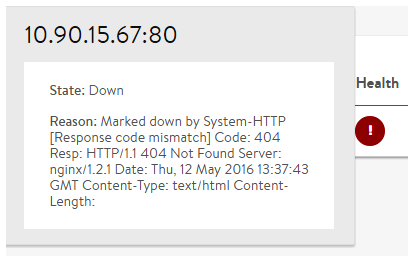 10.90.15.67:80
State: Down
Health
Reason: Marked down by System-HTTP
[Response code mismatch] Code: 404
Resp: HTTP/1.1 404 Not Found Server:
nginx/1.2.1 Date: Thu, 12 May 2016 13:37:43
GMT Content-Type: text/html Content-
Length:
!